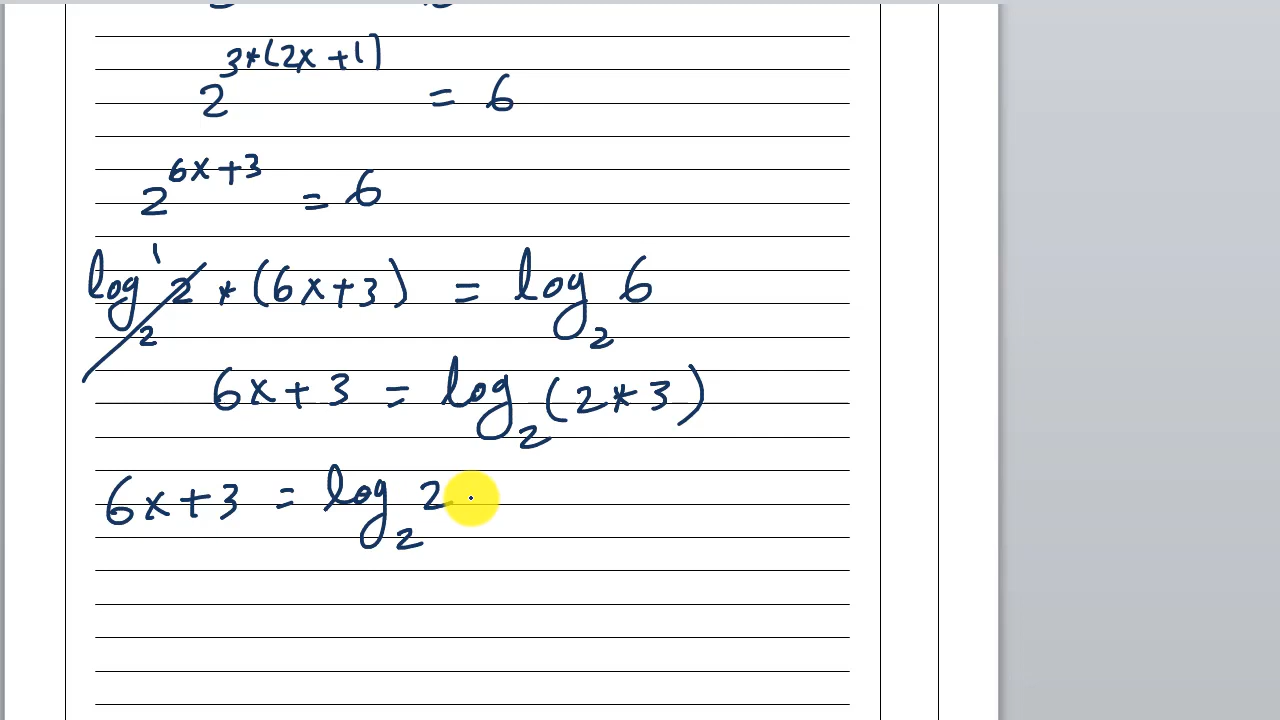 2^{3*(2x+1)} = 6
2^{6x+3} = 6
log_2 2 ^1 * (6x+3) = log_2 6
6x+3 = log_2 (2*3)
6x+3 = log_2 2